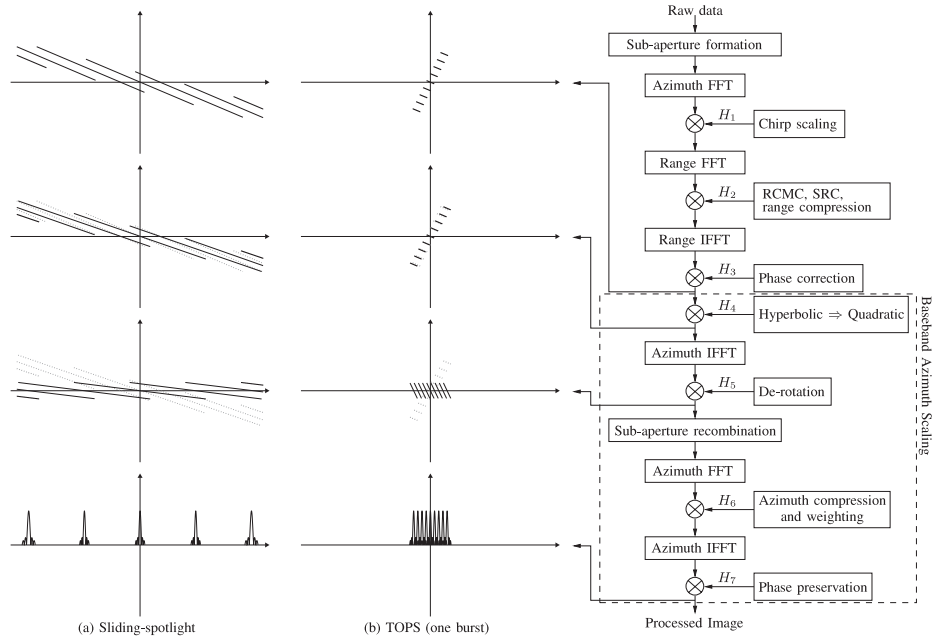 Raw data
Sub-aperture formation
Azimuth FFT
H1
Chirp scaling
Range FFT
H2
RCMC, SRC,
range compression
Range IFFT
H3
Phase correction
H4
Hyperbolic ⇒ Quadratic
Azimuth IFFT
H5
De-rotation
Sub-aperture recombination
Azimuth FFT
H6
Azimuth compression
and weighting
Azimuth IFFT
H7
Phase preservation
Processed Image
Baseband Azimuth Scaling
(a) Sliding-spotlight
(b) TOPS (one burst)